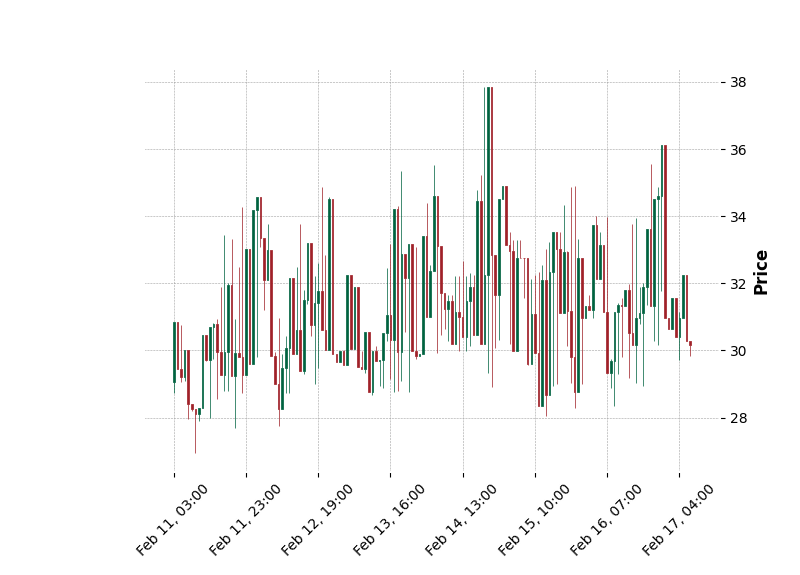 38
36
34
32
30
28
Price
Feb 11, 03:00
Feb 11, 23:00
Feb 12, 19:00
Feb 13, 16:00
Feb 14, 13:00
Feb 15, 10:00
Feb 16, 07:00
Feb 17, 04:00